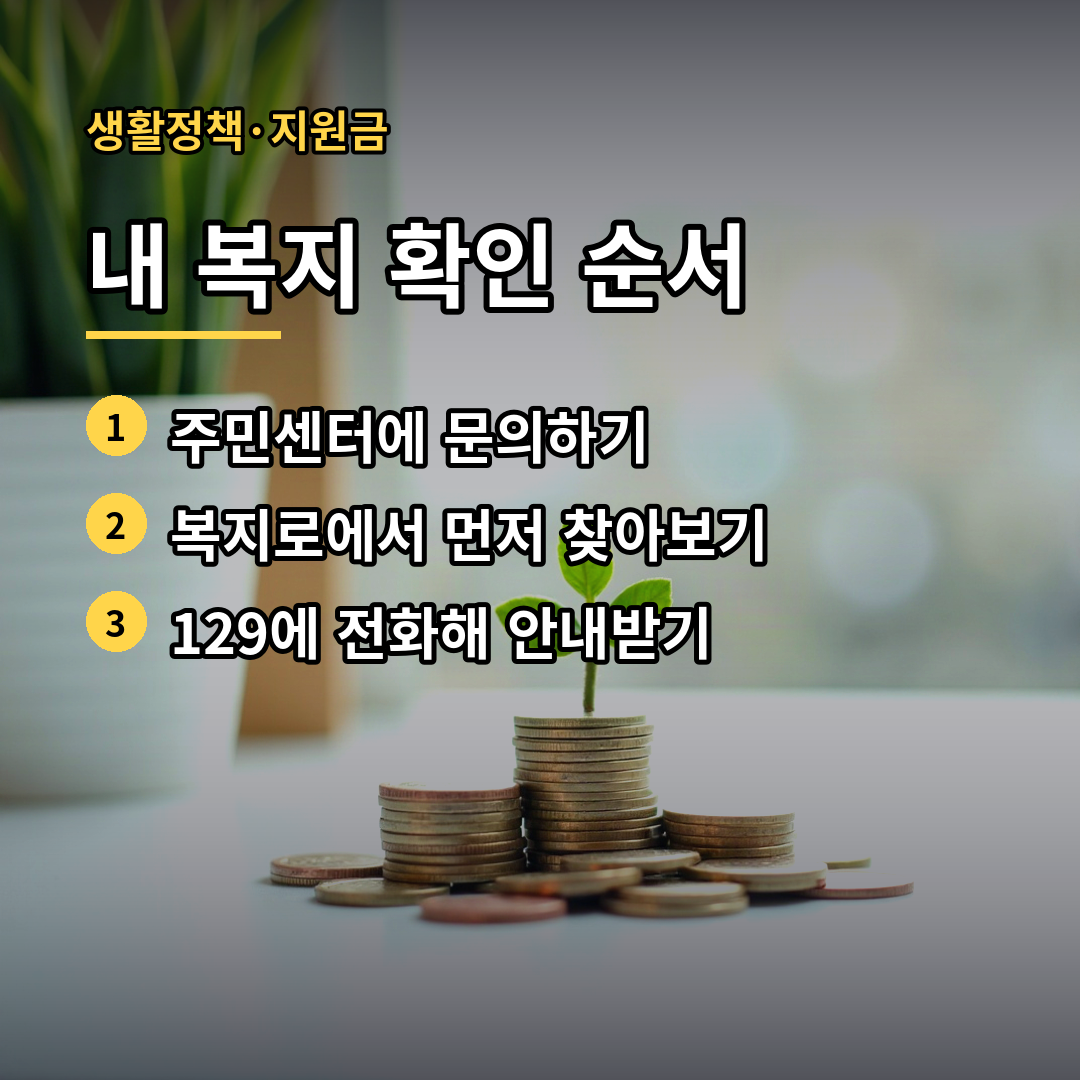 생활정책·지원금
내 복지 확인 순서
1 주민센터에 문의하기
2 복지로에서 먼저 찾아보기
3 129에 전화해 안내받기